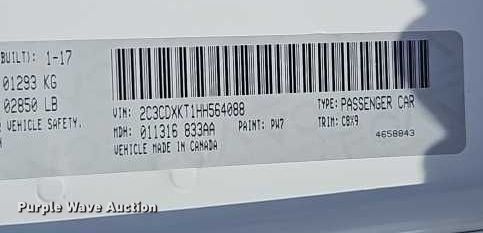 BUILT): 1-17
01293 KG
02850 LB
VEHICLE SAFETY.
VIN: 2C3CDXKT1HH564088
TYPE: PASSENGER CAR
MDH: 011316 833AA
PAINT: PW7
TRIM: CBX9
VEHICLE MADE IN CANADA
4658843
Purple Wave Auction